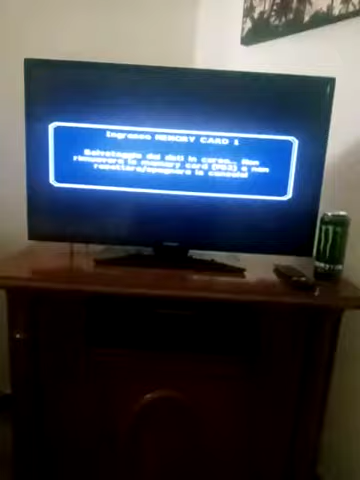 Ingresso MEMORY CARD 1
Salvataggio dei dati in corso... Non
rimuovere la memory card (PS2) e non
resettare/spegnere la console!